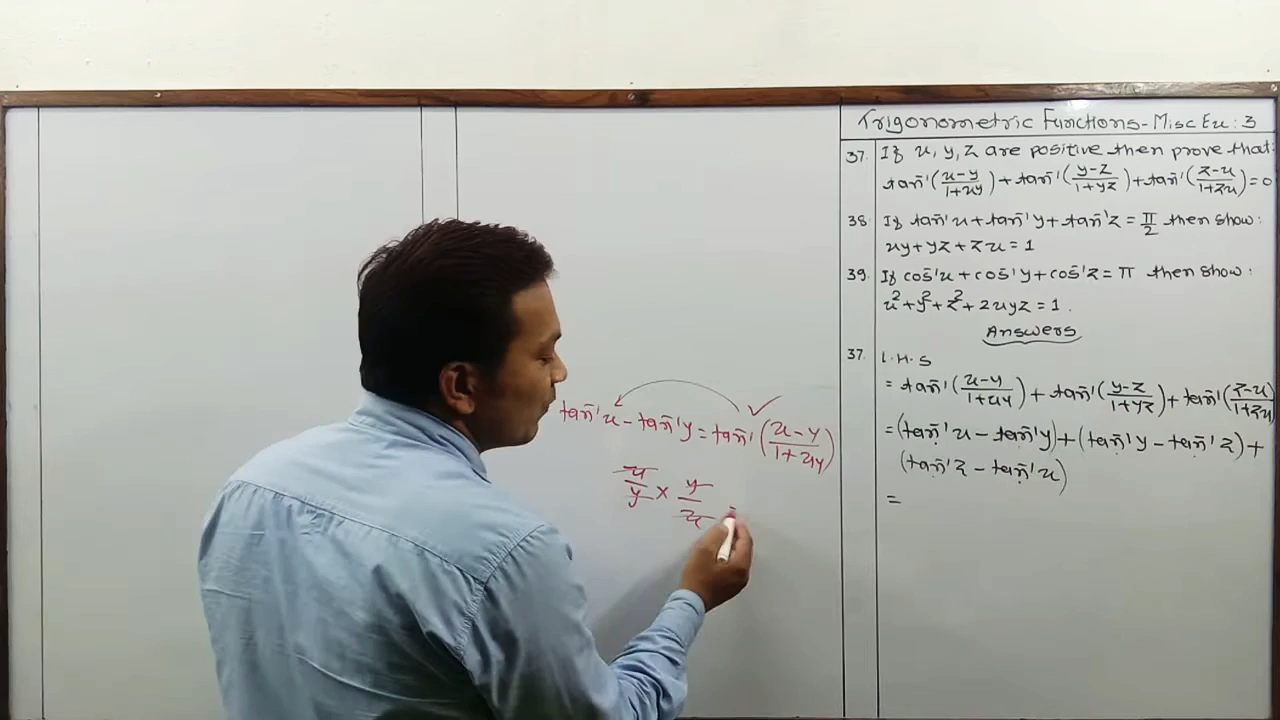 Trigonometric Functions - Misc Ex : 3
37. If x, y, z are positive then prove that:
tan⁻¹((x-y)/(1+xy)) + tan⁻¹((y-z)/(1+yz)) + tan⁻¹((z-x)/(1+zx)) = 0
38. If tan⁻¹x + tan⁻¹y + tan⁻¹z = π/2 then show:
xy + yz + zx = 1
39. If cos⁻¹x + cos⁻¹y + cos⁻¹z = π then show:
x² + y² + z² + 2xyz = 1.
Answers
37. L.H.S
= tan⁻¹((x-y)/(1+xy)) + tan⁻¹((y-z)/(1+yz)) + tan⁻¹((z-x)/(1+zx))
= (tan⁻¹x - tan⁻¹y) + (tan⁻¹y - tan⁻¹z) +
(tan⁻¹z - tan⁻¹x)
=
tan⁻¹x - tan⁻¹y = tan⁻¹((x-y)/(1+xy))
x/y × y/x =